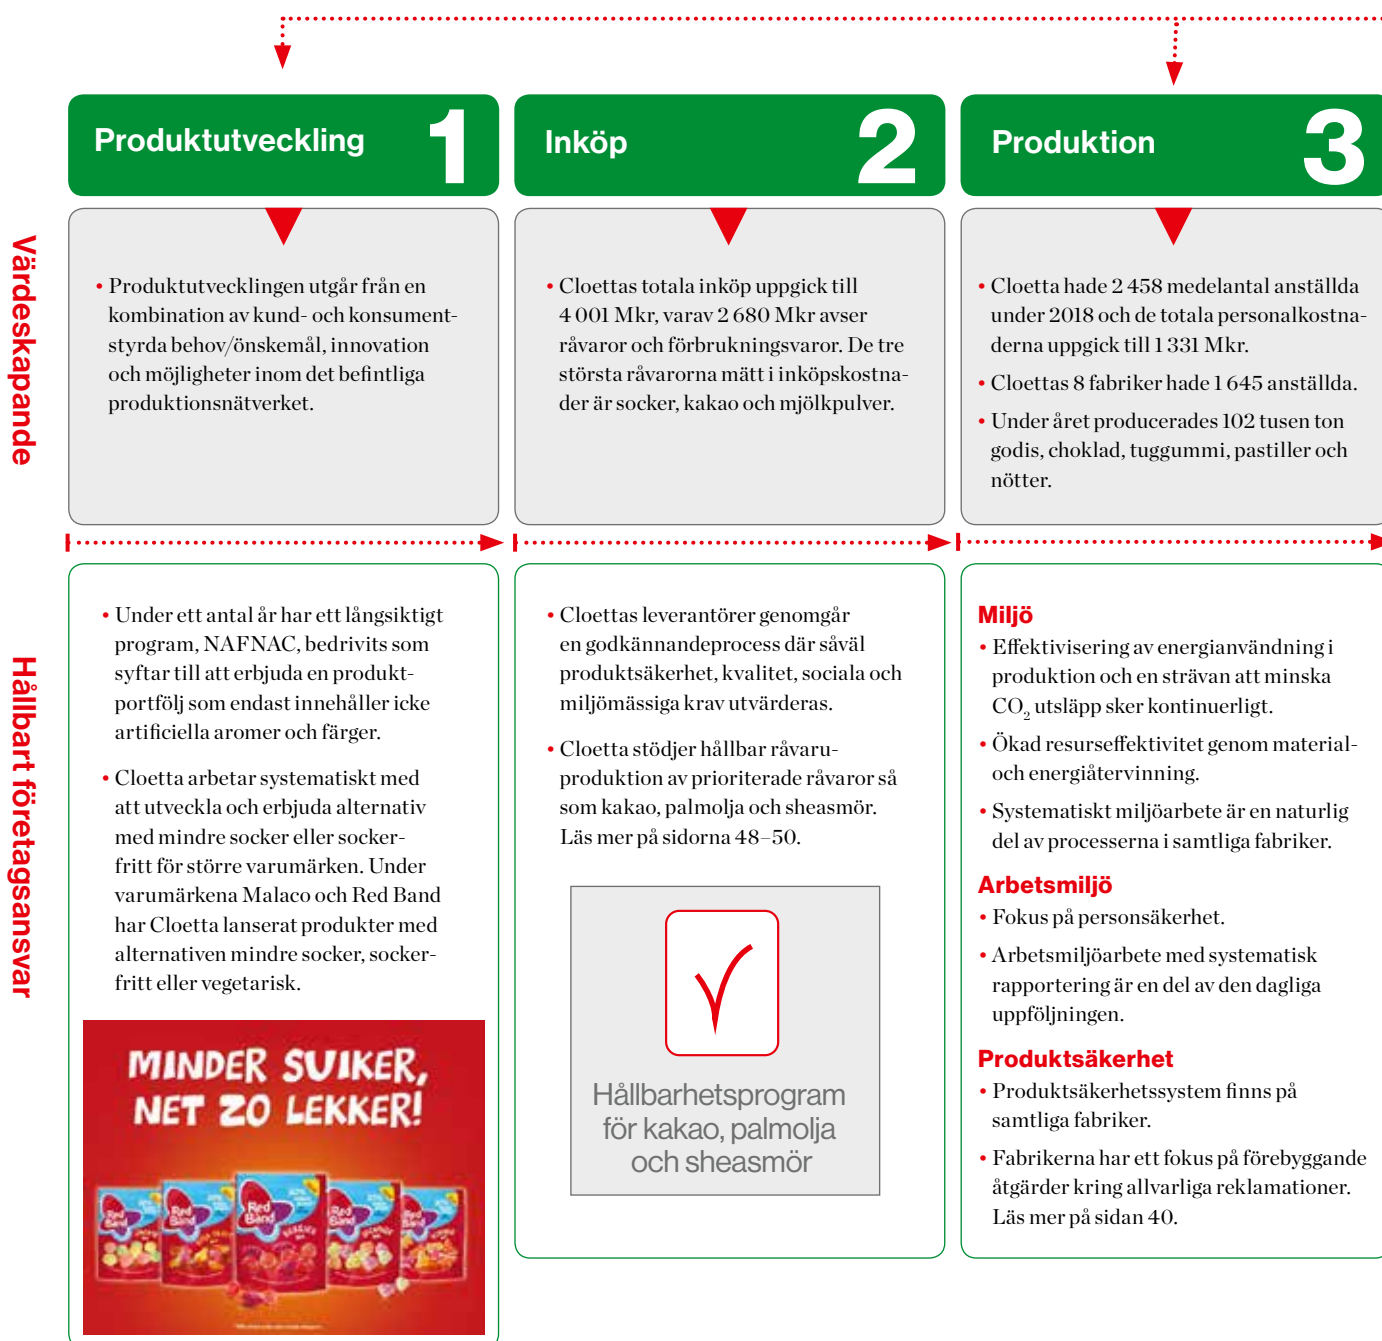 Produktutveckling 1
Inköp 2
Produktion 3
Värdeskapande
• Produktutvecklingen utgår från en
kombination av kund- och konsument-
styrda behov/önskemål, innovation
och möjligheter inom det befintliga
produktionsnätverket.
• Cloettas totala inköp uppgick till
4 001 Mkr, varav 2 680 Mkr avser
råvaror och förbrukningsvaror. De tre
största råvarorna mätt i inköpskostna-
der är socker, kakao och mjölkpulver.
• Cloetta hade 2 458 medelantal anställda
under 2018 och de totala personalkostna-
derna uppgick till 1 331 Mkr.
• Cloettas 8 fabriker hade 1 645 anställda.
• Under året producerades 102 tusen ton
godis, choklad, tuggummi, pastiller och
nötter.
Hållbart företagsansvar
• Under ett antal år har ett långsiktigt
program, NAFNAC, bedrivits som
syftar till att erbjuda en produkt-
portfölj som endast innehåller icke
artificiella aromer och färger.
• Cloetta arbetar systematiskt med
att utveckla och erbjuda alternativ
med mindre socker eller socker-
fritt för större varumärken. Under
varumärkena Malaco och Red Band
har Cloetta lanserat produkter med
alternativen mindre socker, socker-
fritt eller vegetarisk.
MINDER SUIKER,
NET ZO LEKKER!
Red Band
Red Band
Red Band
Red Band
Red Band
• Cloettas leverantörer genomgår
en godkännandeprocess där såväl
produktsäkerhet, kvalitet, sociala och
miljömässiga krav utvärderas.
• Cloetta stödjer hållbar råvaru-
produktion av prioriterade råvaror så
som kakao, palmolja och sheasmör.
Läs mer på sidorna 48–50.
Hållbarhetsprogram
för kakao, palmolja
och sheasmör
Miljö
• Effektivisering av energianvändning i
produktion och en strävan att minska
CO₂ utsläpp sker kontinuerligt.
• Ökad resurseffektivitet genom material-
och energiåtervinning.
• Systematiskt miljöarbete är en naturlig
del av processerna i samtliga fabriker.
Arbetsmiljö
• Fokus på personsäkerhet.
• Arbetsmiljöarbete med systematisk
rapportering är en del av den dagliga
uppföljningen.
Produktsäkerhet
• Produktsäkerhetssystem finns på
samtliga fabriker.
• Fabrikerna har ett fokus på förebyggande
åtgärder kring allvarliga reklamationer.
Läs mer på sidan 40.